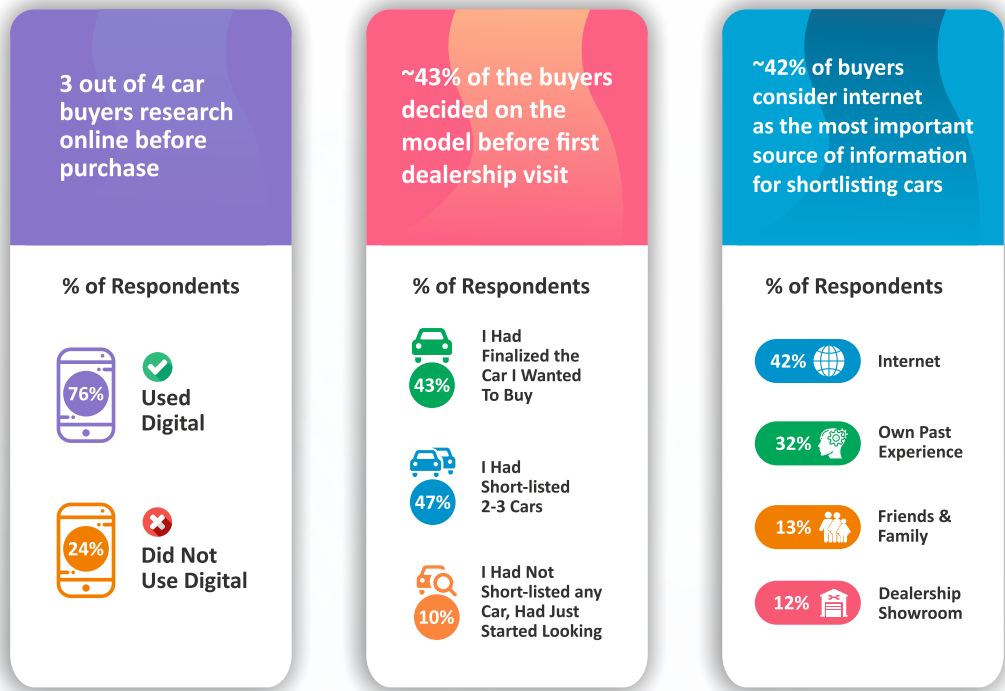 3 out of 4 car
buyers research
online before
purchase
% of Respondents
76%
Used
Digital
24%
Did Not
Use Digital
~43% of the buyers
decided on the
model before first
dealership visit
% of Respondents
43%
I Had
Finalized the
Car I Wanted
To Buy
47%
I Had
Short-listed
2-3 Cars
10%
I Had Not
Short-listed any
Car, Had Just
Started Looking
~42% of buyers
consider internet
as the most important
source of information
for shortlisting cars
% of Respondents
42%
Internet
32%
Own Past
Experience
13%
Friends &
Family
12%
Dealership
Showroom